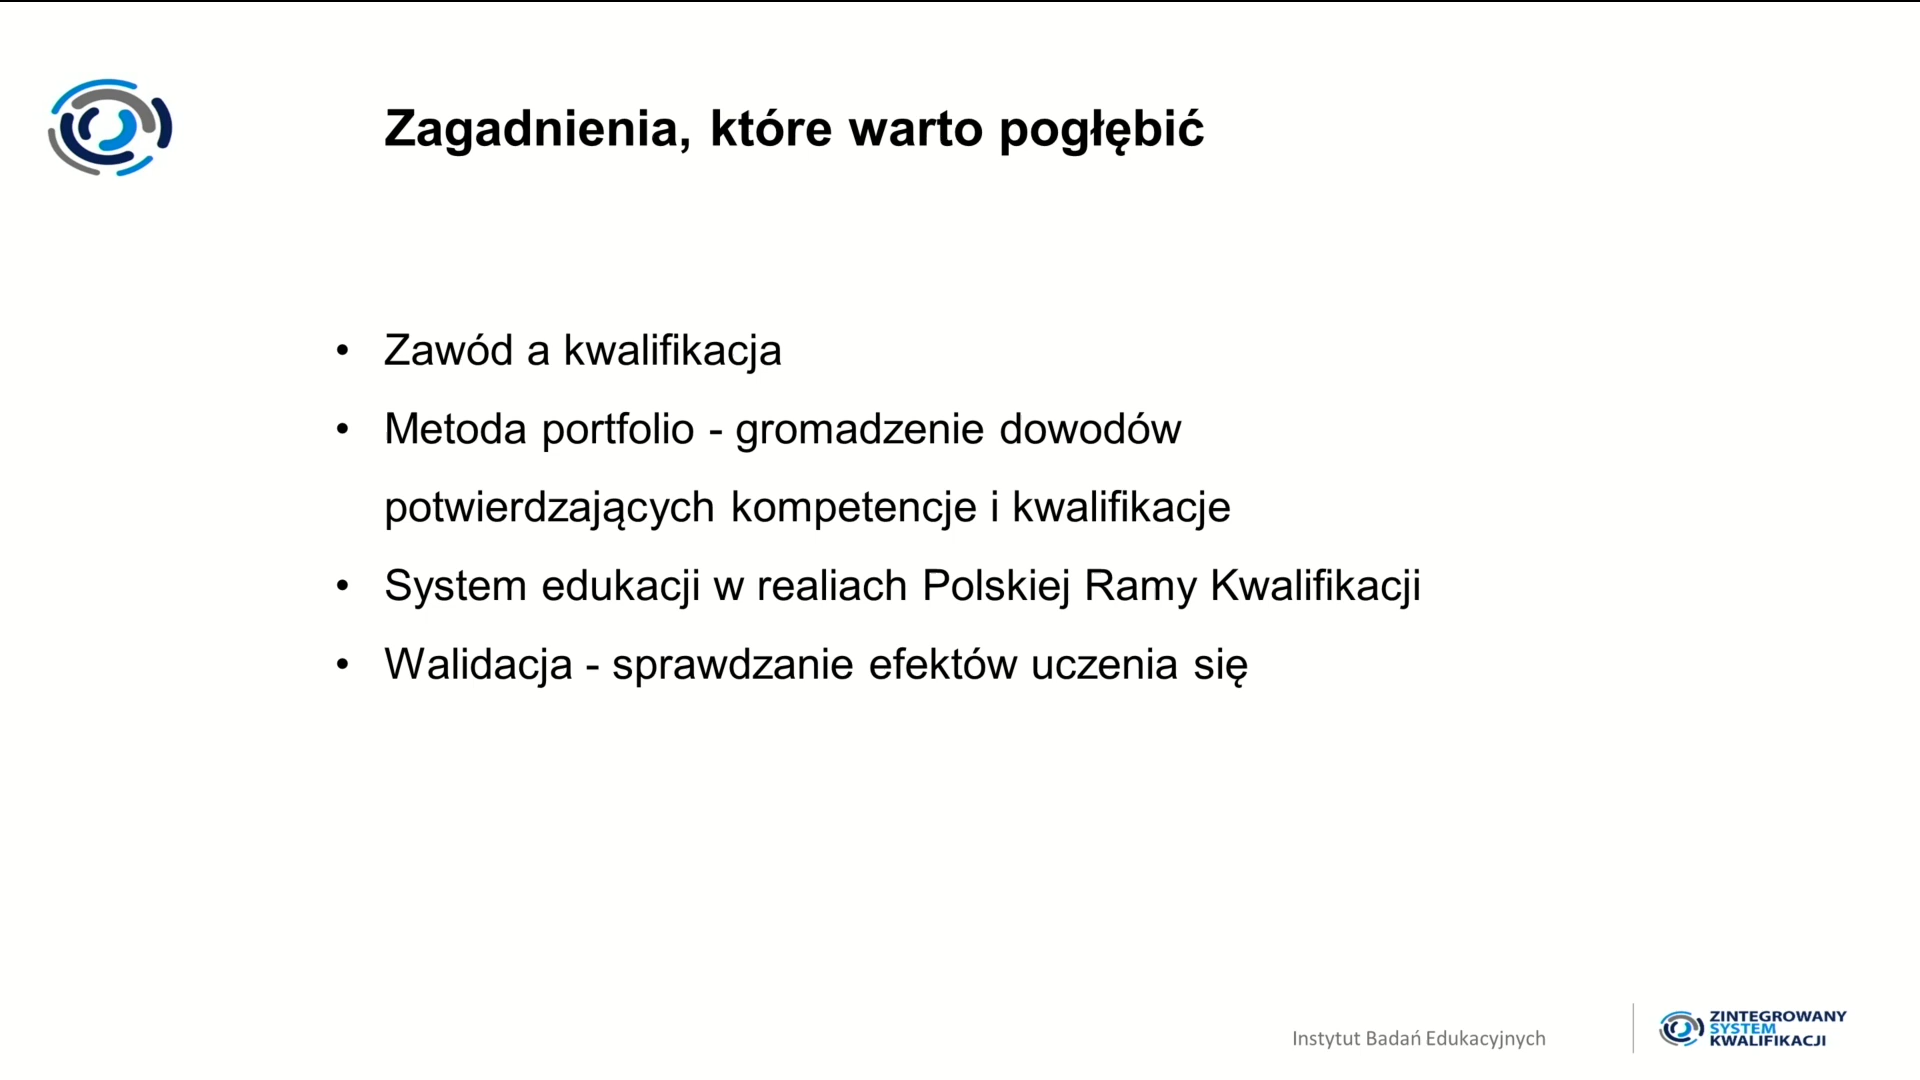 Zagadnienia, które warto pogłębić
• Zawód a kwalifikacja
• Metoda portfolio - gromadzenie dowodów
potwierdzających kompetencje i kwalifikacje
• System edukacji w realiach Polskiej Ramy Kwalifikacji
• Walidacja - sprawdzanie efektów uczenia się
Instytut Badań Edukacyjnych
ZINTEGROWANY
SYSTEM
KWALIFIKACJI